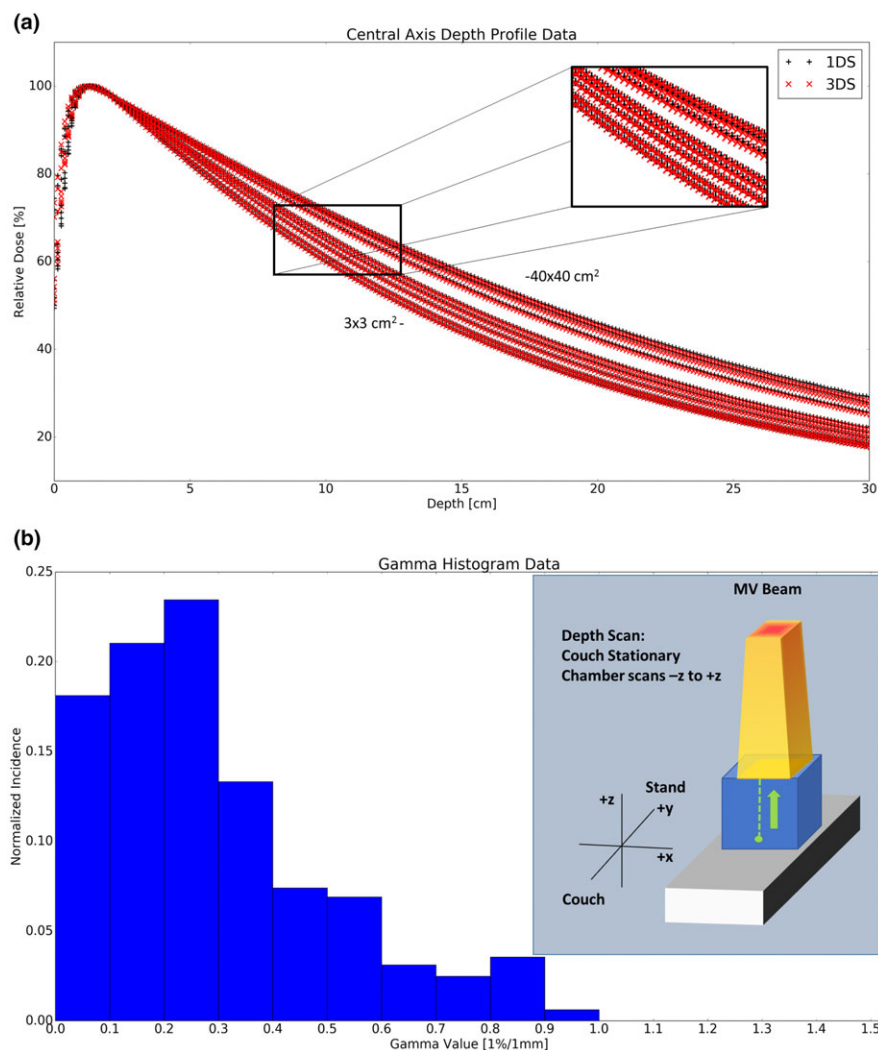 (a)
Central Axis Depth Profile Data
1DS
3DS
Relative Dose [%]
100
80
60
40
20
-40x40 cm²
3x3 cm² -
0
5
10
15
20
25
30
Depth [cm]
(b)
Gamma Histogram Data
Normalized Incidence
0.25
0.20
0.15
0.10
0.05
0.00
MV Beam
Depth Scan:
Couch Stationary
Chamber scans –z to +z
Stand
+z
+y
+x
Couch
0.0
0.1
0.2
0.3
0.4
0.5
0.6
0.7
0.8
0.9
1.0
1.1
1.2
1.3
1.4
1.5
Gamma Value [1%/1mm]